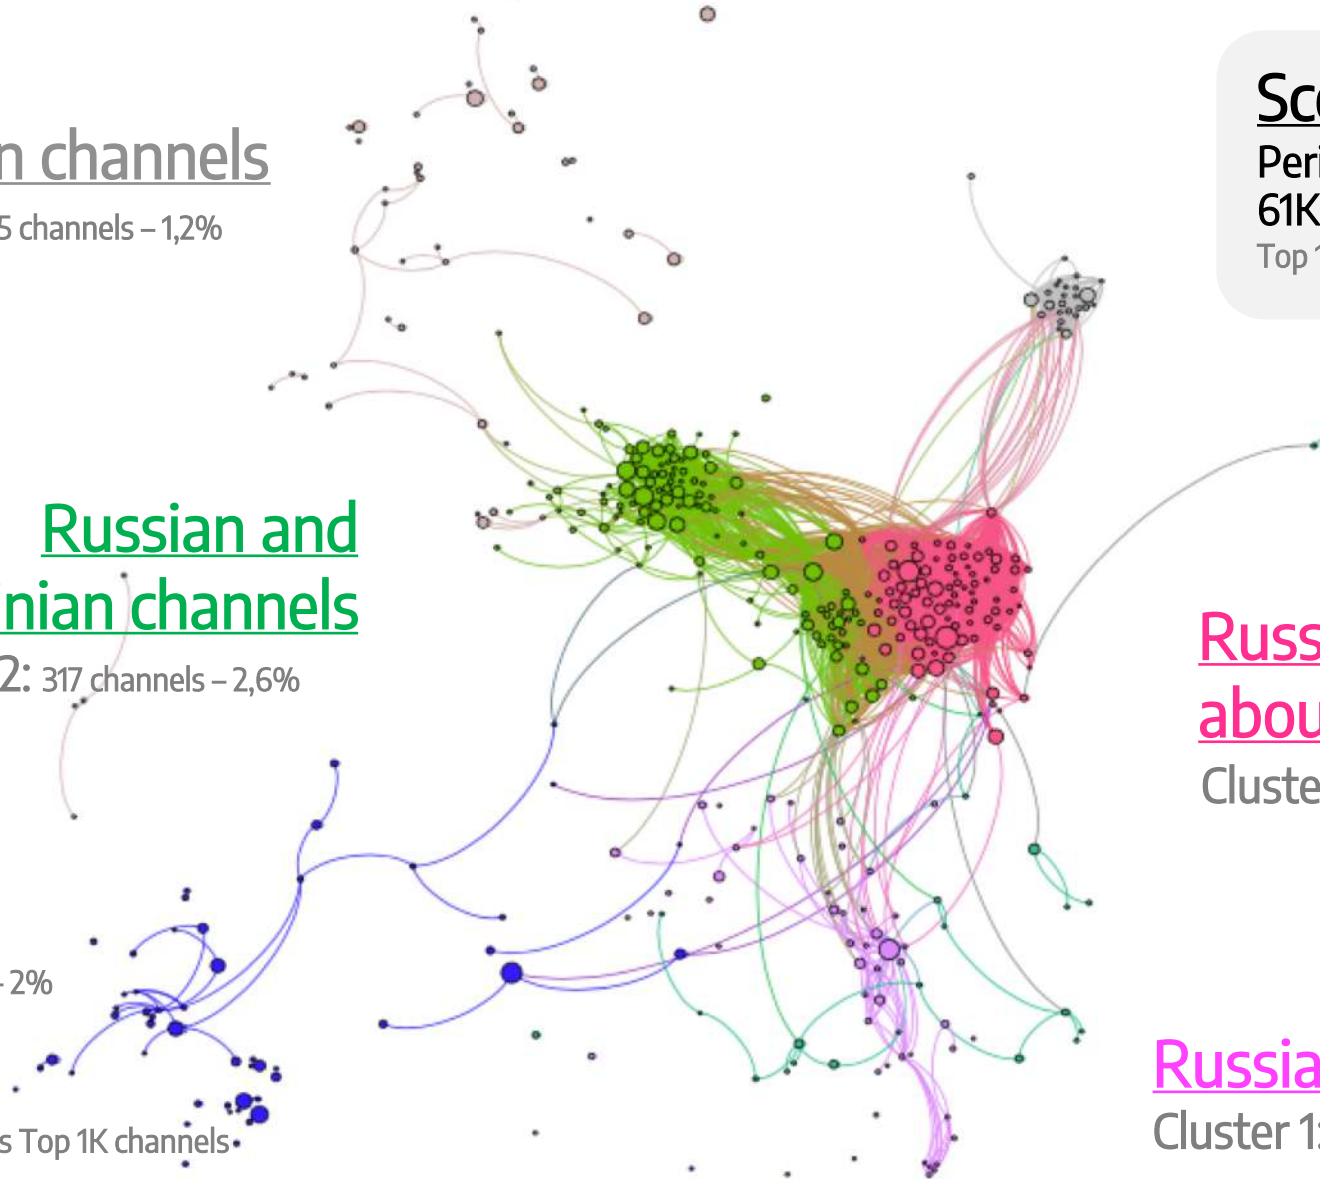 n channels
5 channels – 1,2%
Sc
Peri
61K
Top 1
Russian and
nian channels
2: 317 channels – 2,6%
Russ
abou
Cluste
- 2%
Russia
Cluster 1:
s Top 1K channels